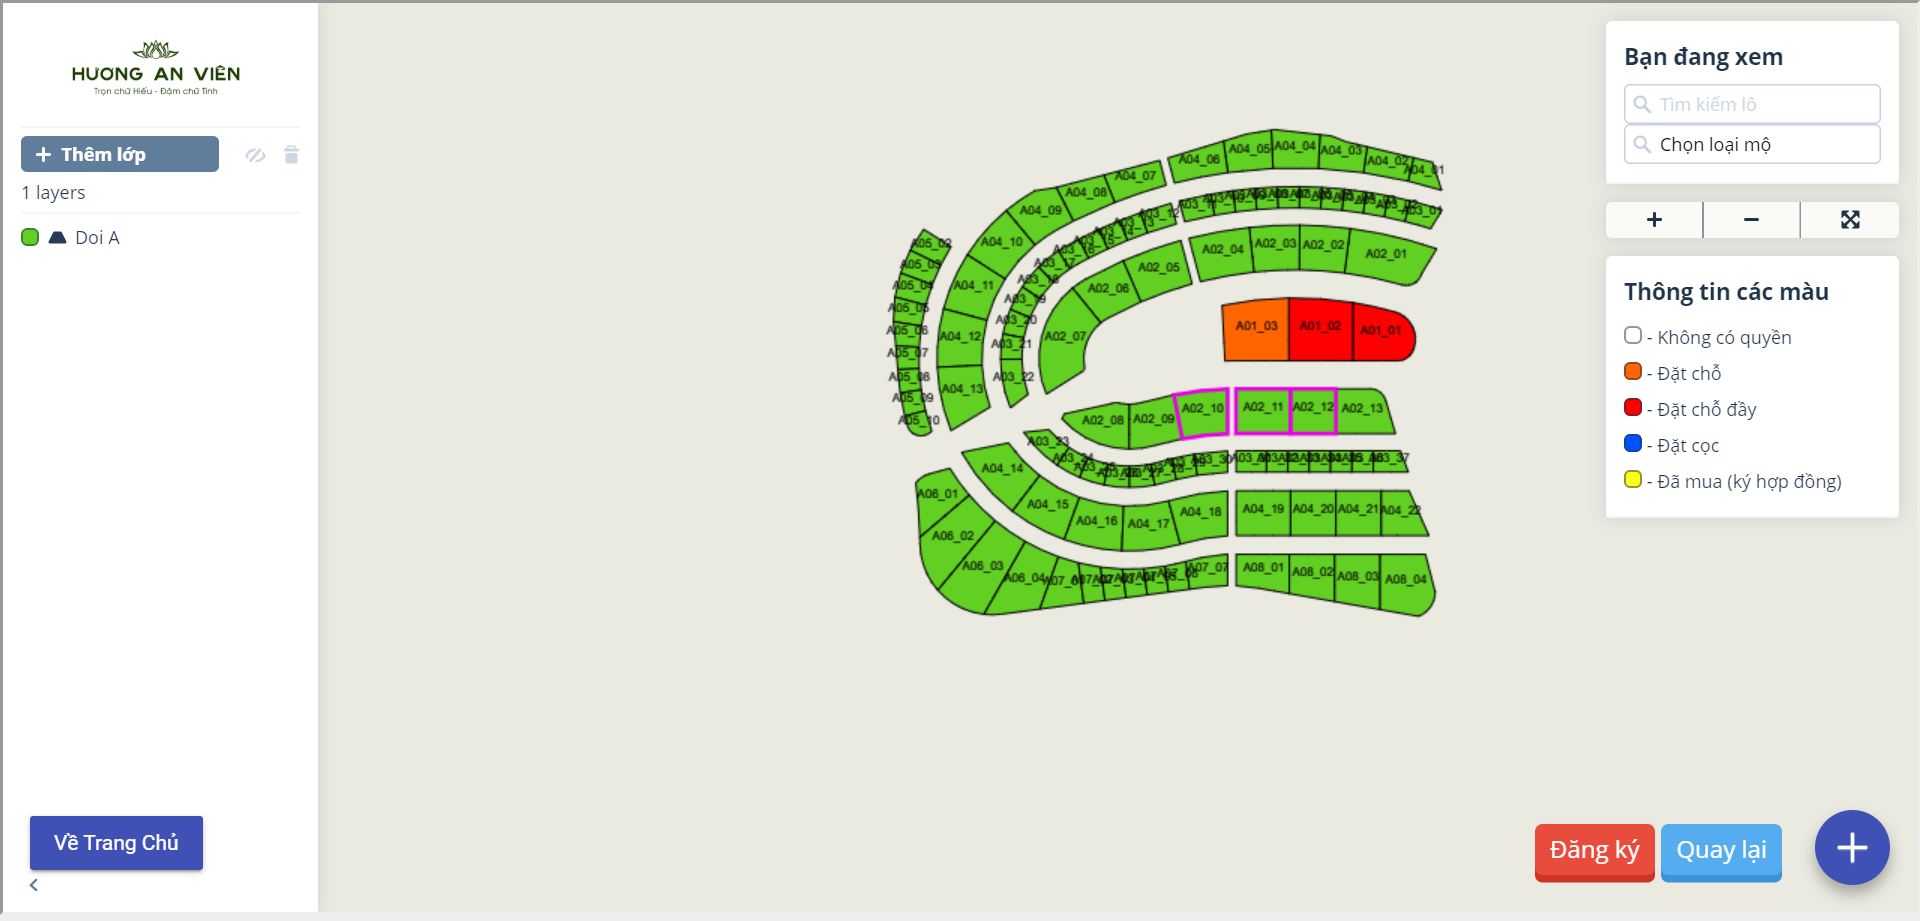 HƯƠNG AN VIÊN
Trọn chữ Hiếu - Đậm chữ Tình
Thêm lớp
1 layers
Doi A
Về Trang Chủ
A04_06
A04_05
A04_04
A04_03
A04_02
A04_01
A04_07
A04_08
A04_09
A04_10
A04_11
A04_12
A04_13
A03_12
A03_01
A03_17
A03_18
A03_19
A03_20
A03_21
A03_22
A05_02
A05_03
A05_04
A05_05
A05_06
A05_07
A05_08
A05_09
A05_10
A02_04
A02_03
A02_02
A02_01
A02_05
A02_06
A02_07
A01_03
A01_02
A01_01
A02_08
A02_09
A02_10
A02_11
A02_12
A02_13
A03_23
A03_24
A03_30
A03_37
A04_14
A04_15
A04_16
A04_17
A04_18
A04_19
A04_20
A04_21
A04_22
A06_01
A06_02
A06_03
A06_04
A07_07
A08_01
A08_02
A08_03
A08_04
Bạn đang xem
Tìm kiếm lô
Chọn loại mộ
Thông tin các màu
- Không có quyền
- Đặt chỗ
- Đặt chỗ đầy
- Đặt cọc
- Đã mua (ký hợp đồng)
Đăng ký
Quay lại